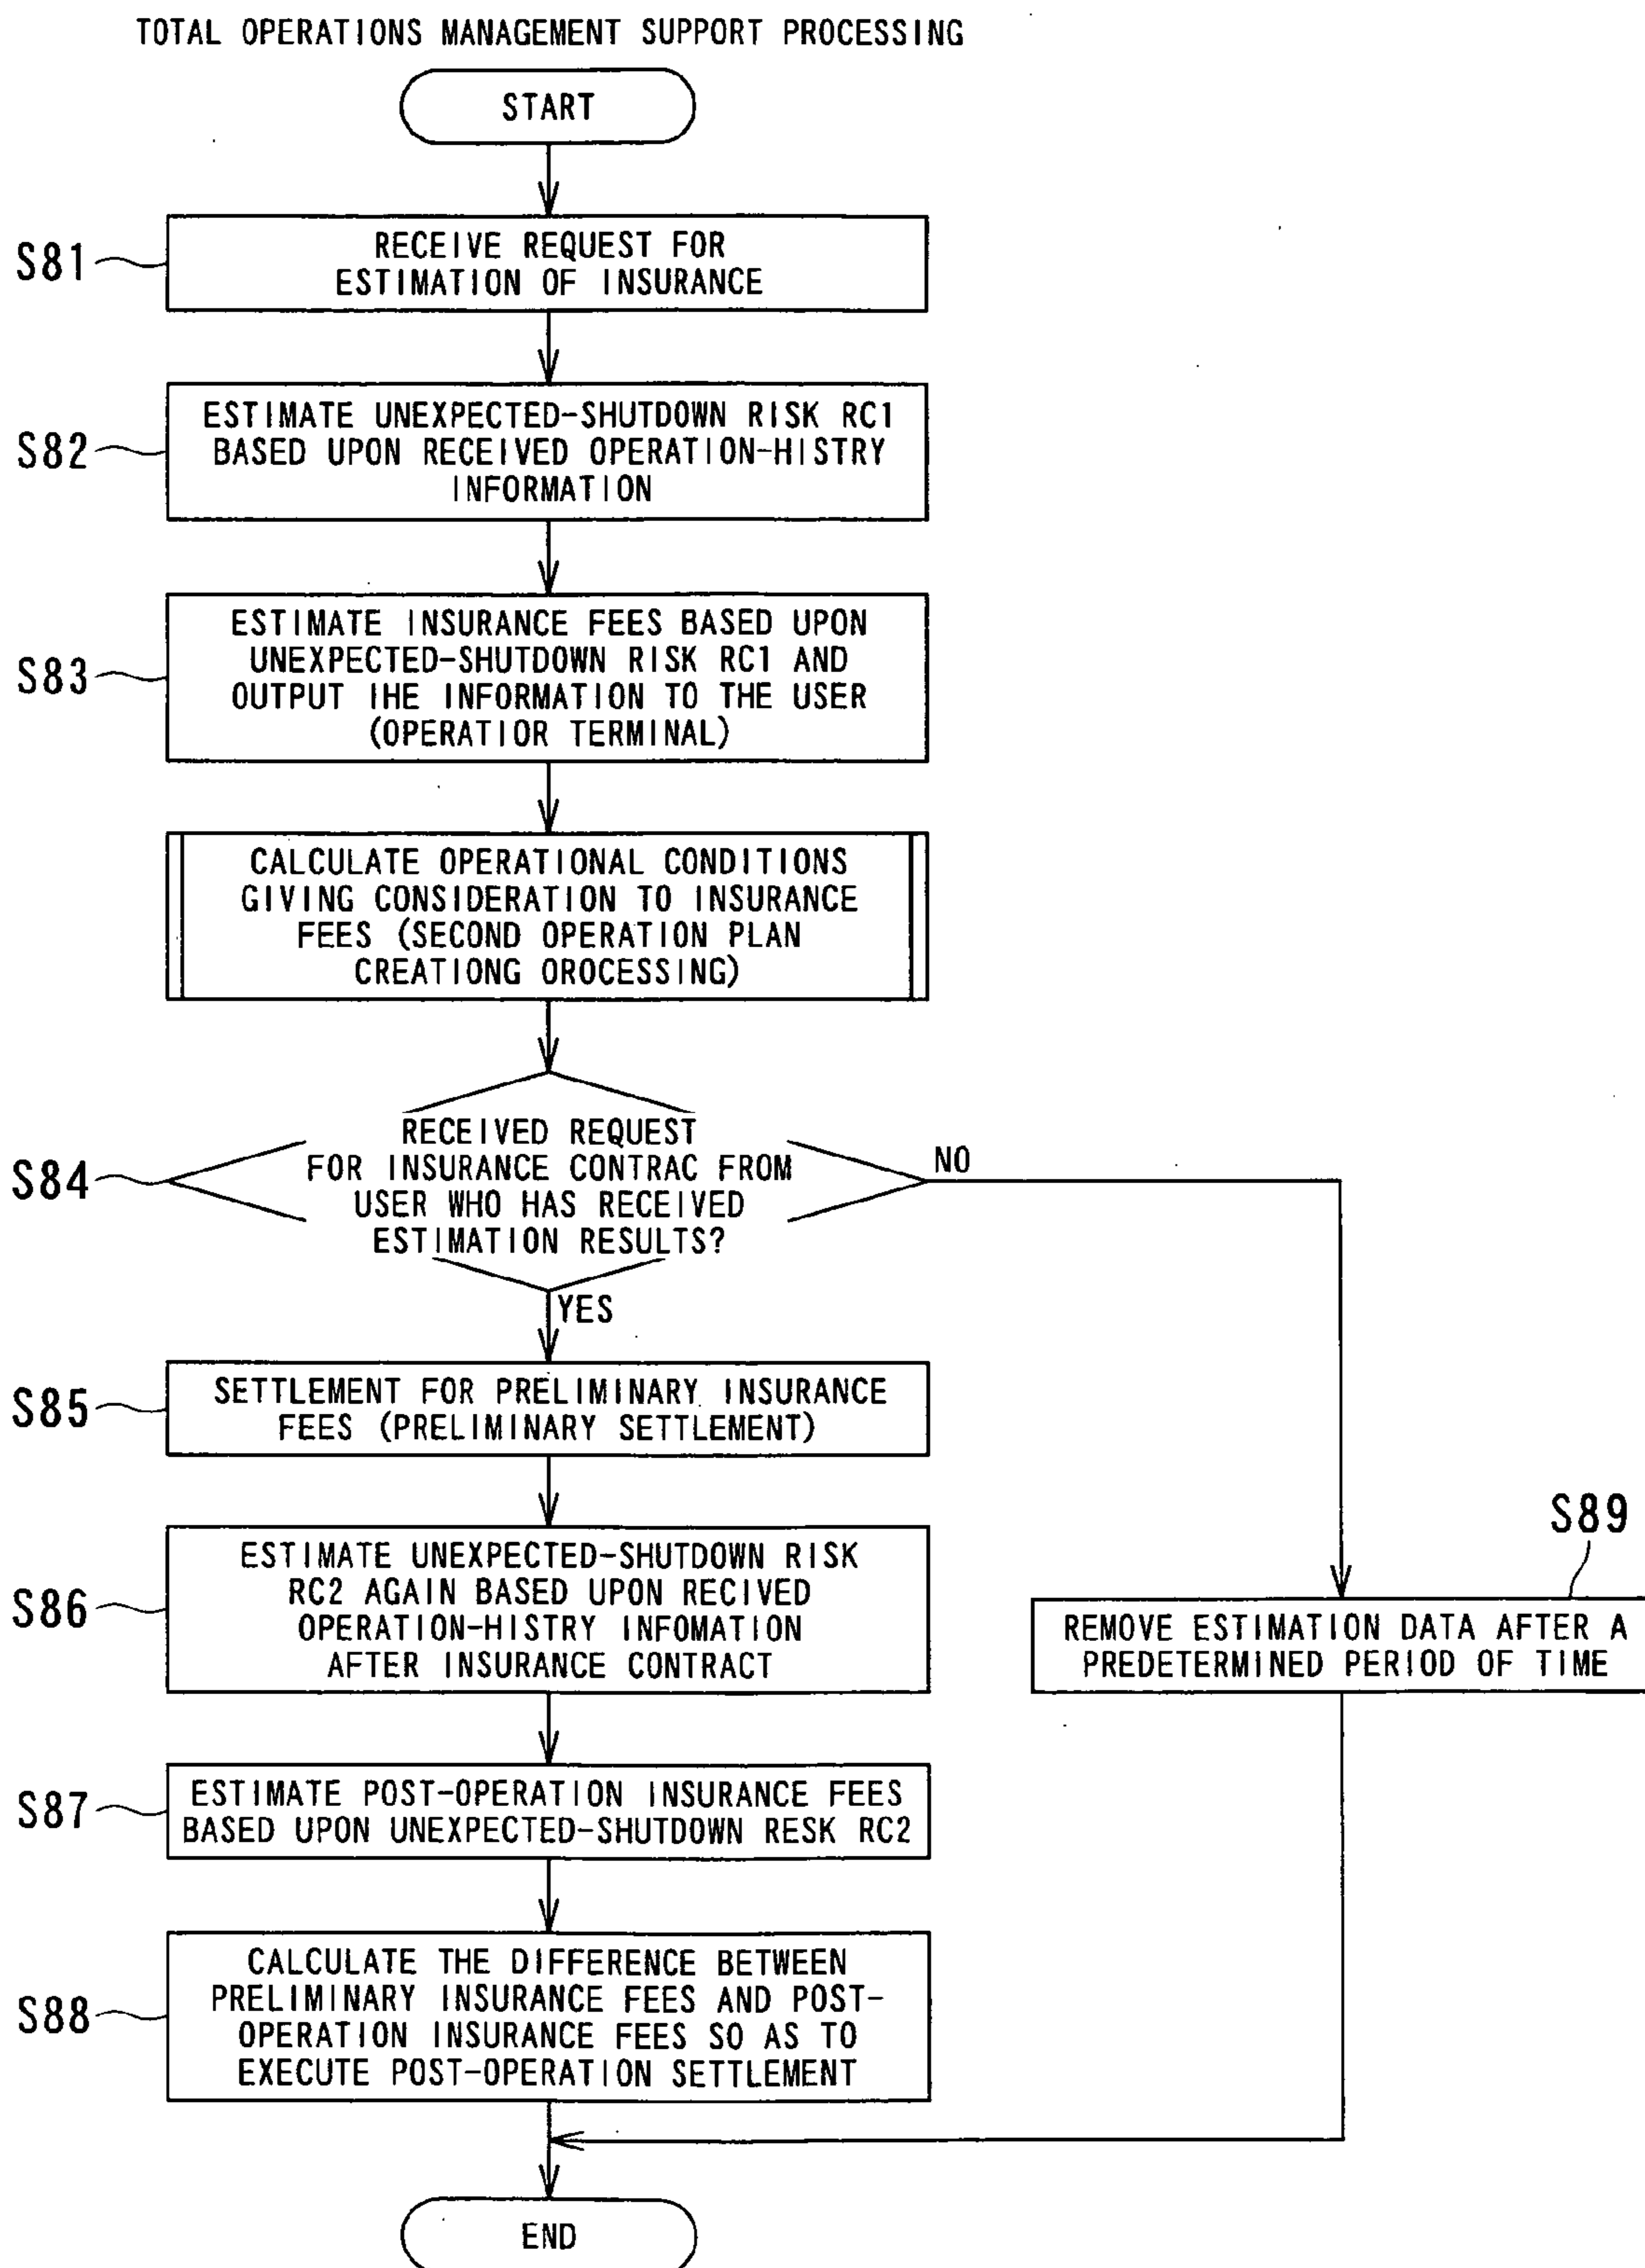 TOTAL OPERATIONS MANAGEMENT SUPPORT PROCESSING
START
S81
RECEIVE REQUEST FOR
ESTIMATION OF INSURANCE
S82
ESTIMATE UNEXPECTED-SHUTDOWN RISK RC1
BASED UPON RECEIVED OPERATION-HISTRY
INFORMATION
S83
ESTIMATE INSURANCE FEES BASED UPON
UNEXPECTED-SHUTDOWN RISK RC1 AND
OUTPUT IHE INFORMATION TO THE USER
(OPERATIOR TERMINAL)
CALCULATE OPERATIONAL CONDITIONS
GIVING CONSIDERATION TO INSURANCE
FEES (SECOND OPERATION PLAN
CREATIONG OROCESSING)
S84
RECEIVED REQUEST
FOR INSURANCE CONTRAC FROM
USER WHO HAS RECEIVED
ESTIMATION RESULTS?
NO
YES
S85
SETTLEMENT FOR PRELIMINARY INSURANCE
FEES (PRELIMINARY SETTLEMENT)
S86
ESTIMATE UNEXPECTED-SHUTDOWN RISK
RC2 AGAIN BASED UPON RECIVED
OPERATION-HISTRY INFOMATION
AFTER INSURANCE CONTRACT
S89
REMOVE ESTIMATION DATA AFTER A
PREDETERMINED PERIOD OF TIME
S87
ESTIMATE POST-OPERATION INSURANCE FEES
BASED UPON UNEXPECTED-SHUTDOWN RESK RC2
S88
CALCULATE THE DIFFERENCE BETWEEN
PRELIMINARY INSURANCE FEES AND POST-
OPERATION INSURANCE FEES SO AS TO
EXECUTE POST-OPERATION SETTLEMENT
END